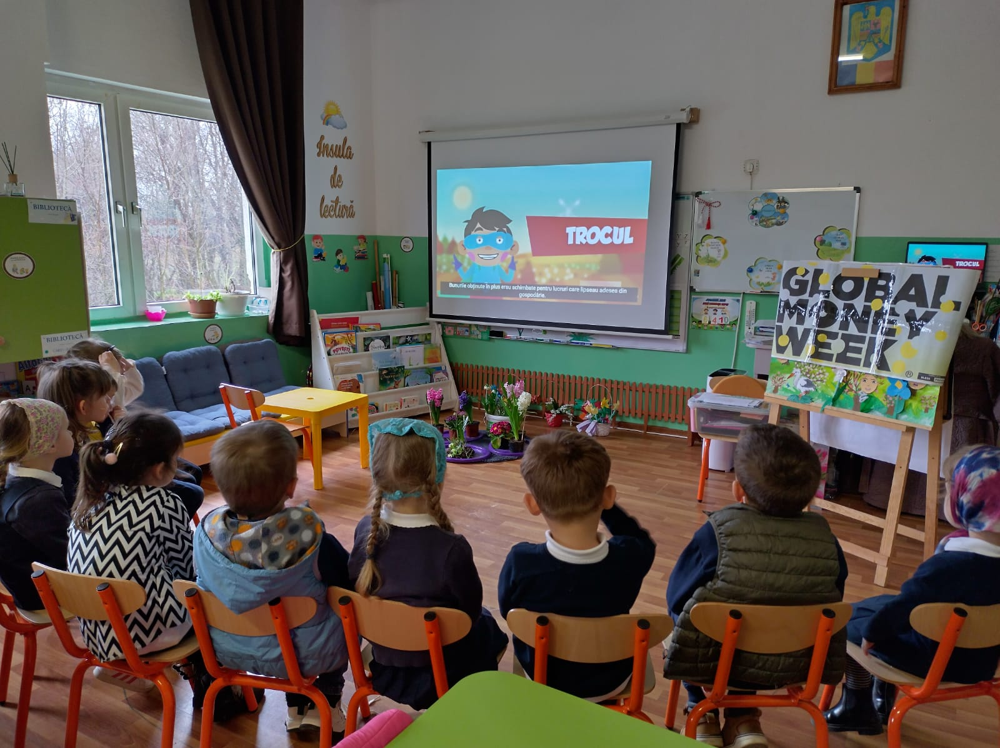 BIBLIOTECĂ
BIBLIOTECĂ
Insula
de
lectură
TROCUL
Bunurile obținute în plus erau schimbate pentru lucruri care lipseau adesea din
gospodărie.
TROCUL
GLOBAL
MONEY
WEEK
®
POVEȘTI